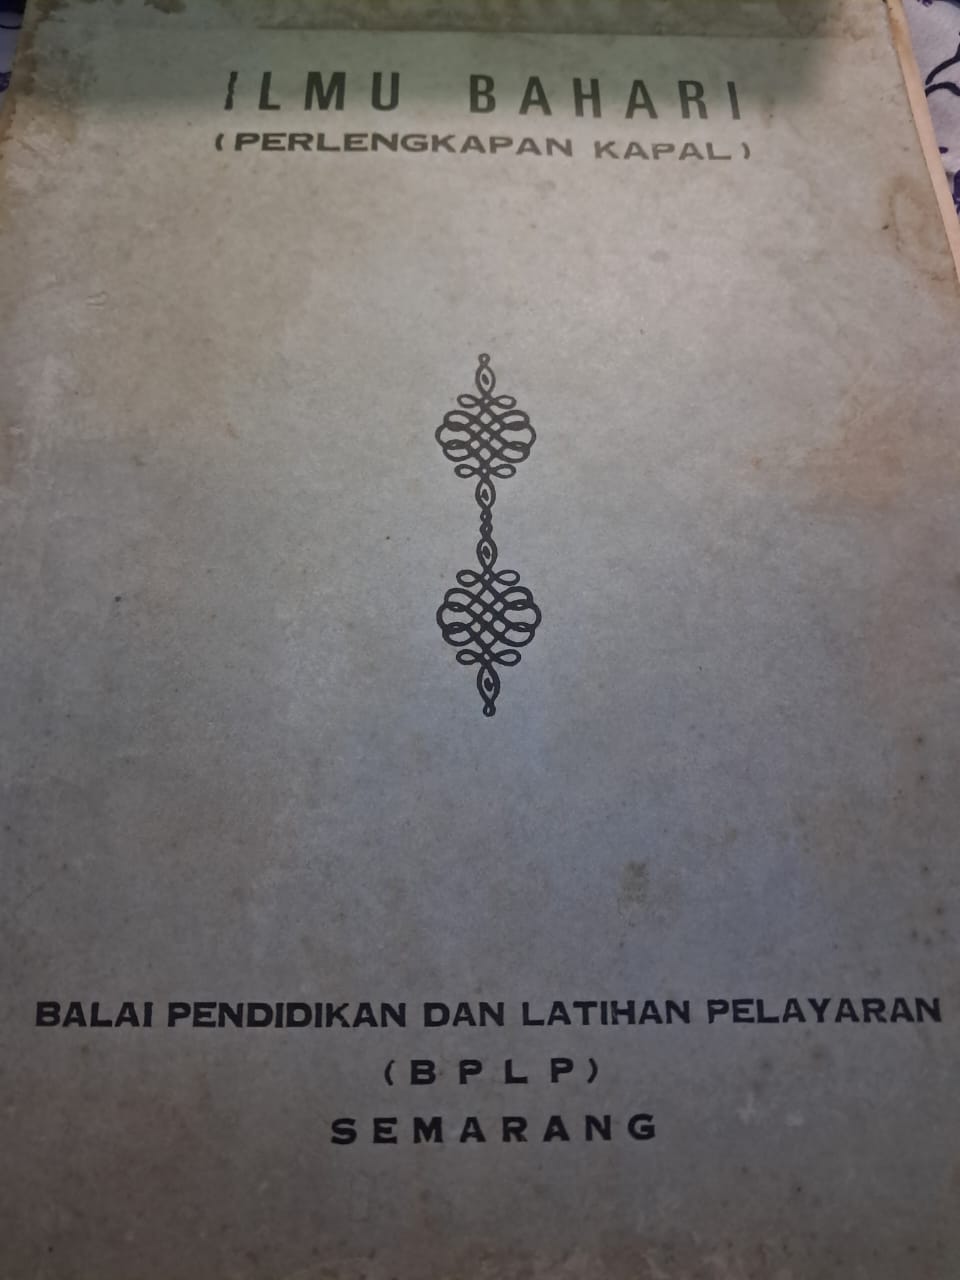 ILMU BAHARI
(PERLENGKAPAN KAPAL)
BALAI PENDIDIKAN DAN LATIHAN PELAYARAN
(BPLP)
SEMARANG